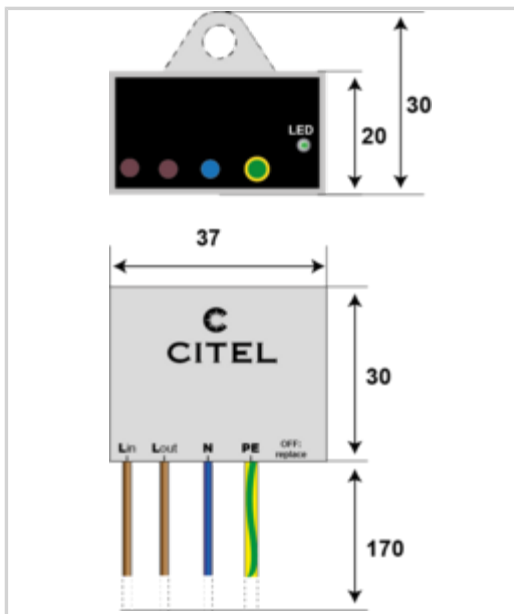 30
LED
20
37
C
CITEL
30
Lin Lout N PE OFF:
replace
170